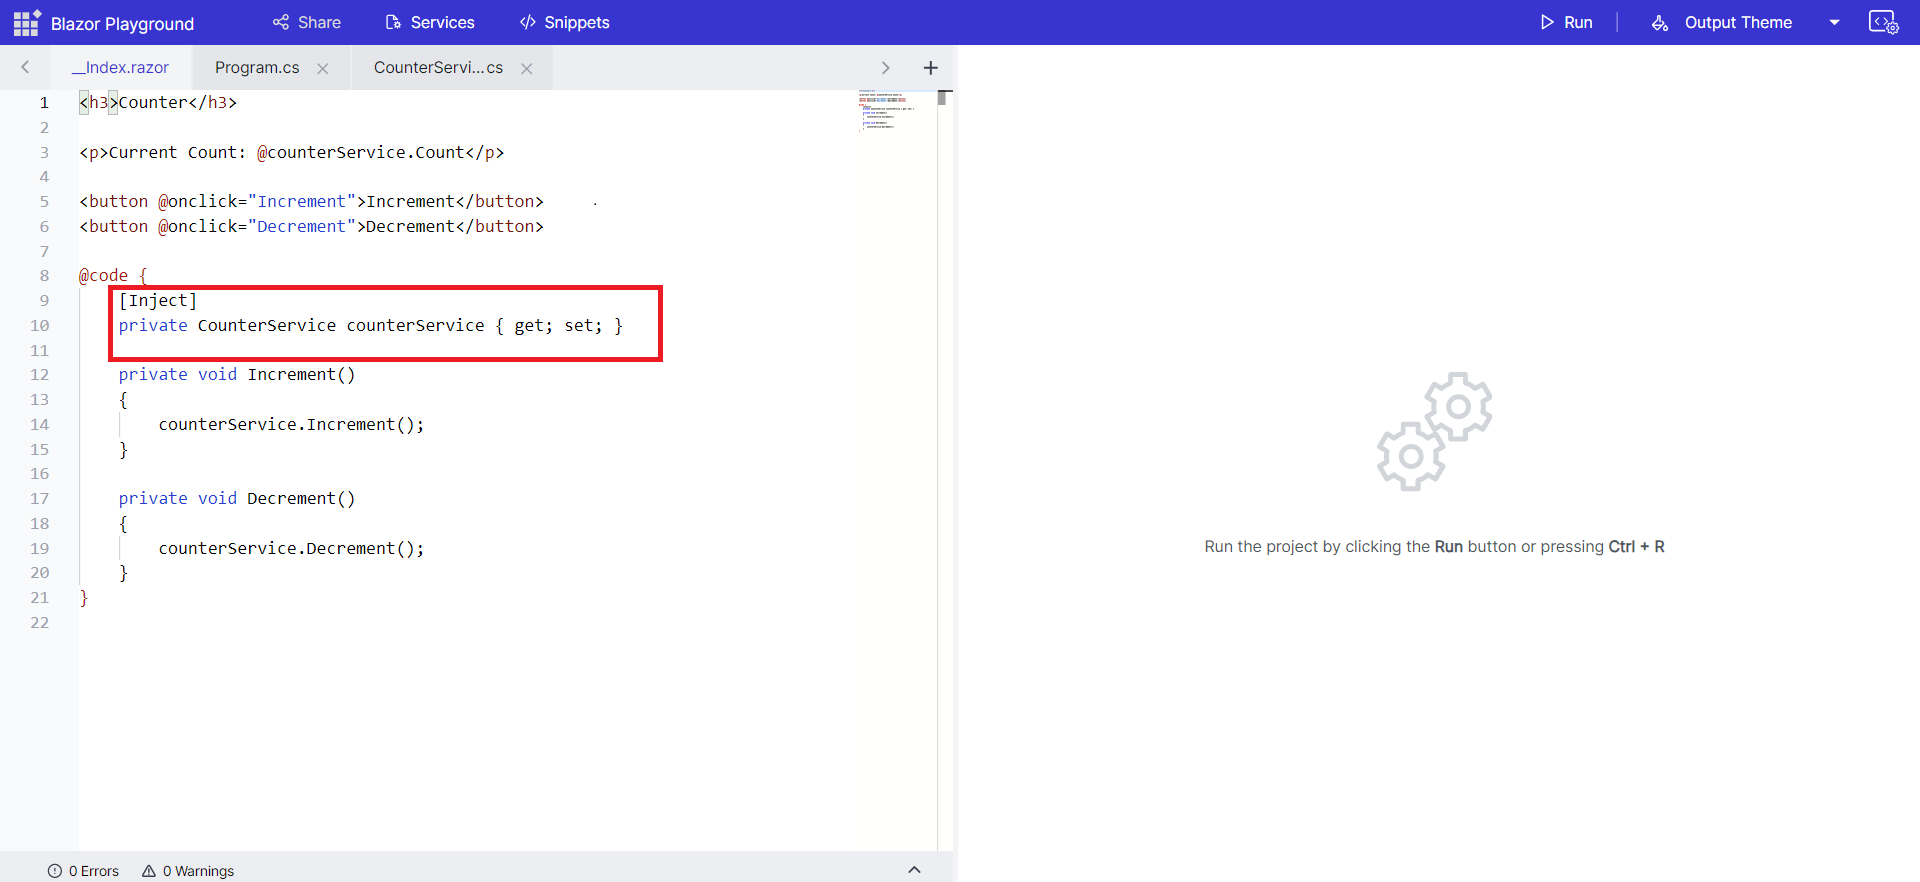 Blazor Playground
Share
Services
Snippets
Run
Output Theme
__Index.razor
Program.cs
CounterServi...cs
1 <h3>Counter</h3>
2
3 <p>Current Count: @counterService.Count</p>
4
5 <button @onclick="Increment">Increment</button> .
6 <button @onclick="Decrement">Decrement</button>
7
8 @code {
9 [Inject]
10 private CounterService counterService { get; set; }
11
12 private void Increment()
13 {
14 counterService.Increment();
15 }
16
17 private void Decrement()
18 {
19 counterService.Decrement();
20 }
21 }
22
Run the project by clicking the Run button or pressing Ctrl + R
0 Errors
0 Warnings